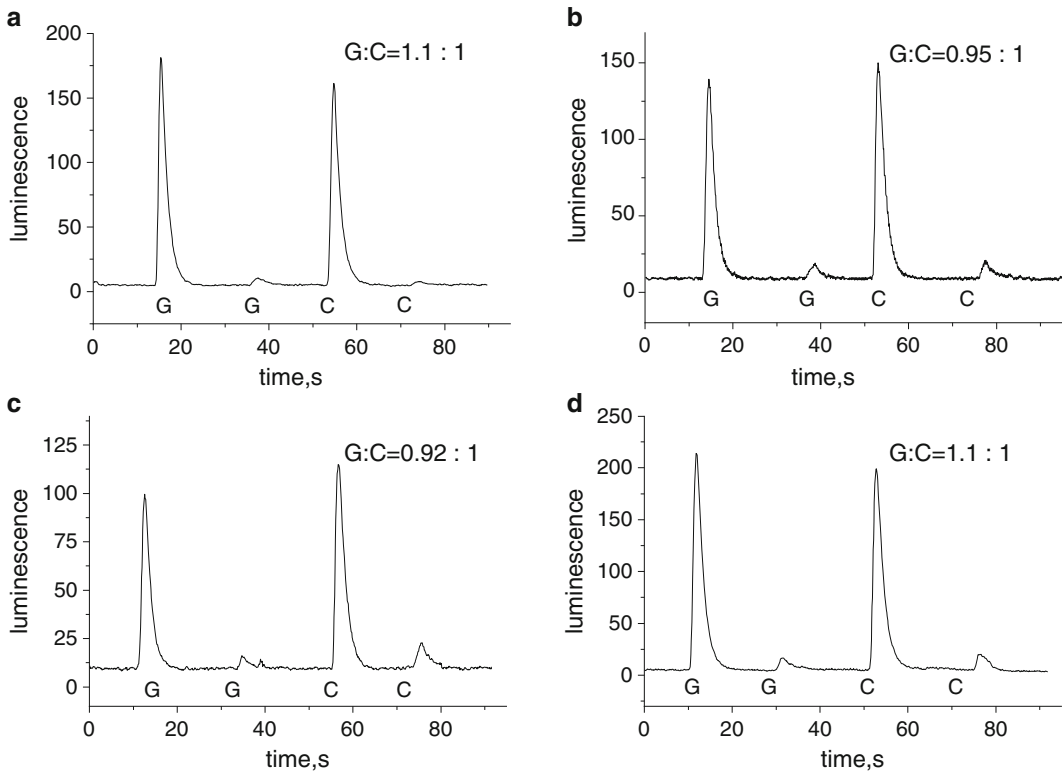 a
G:C=1.1 : 1
luminescence
200
150
100
50
0
G G C C
0 20 40 60 80
time,s
b
G:C=0.95 : 1
luminescence
150
100
50
0
G G C C
0 20 40 60 80
time,s
c
G:C=0.92 : 1
luminescence
125
100
75
50
25
0
G G C C
0 20 40 60 80
time,s
d
G:C=1.1 : 1
luminescence
250
200
150
100
50
0
G G C C
0 20 40 60 80
time,s